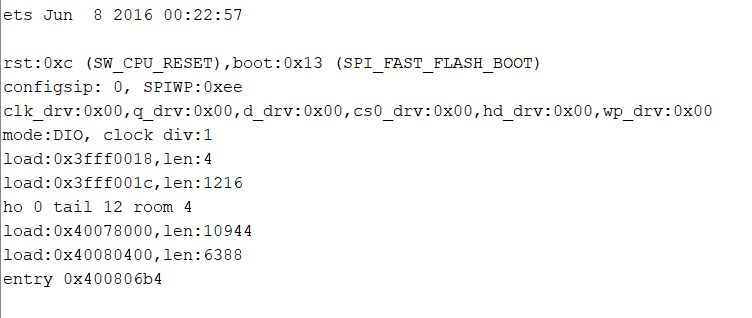 ets Jun  8 2016 00:22:57
rst:0xc (SW_CPU_RESET),boot:0x13 (SPI_FAST_FLASH_BOOT)
configsip: 0, SPIWP:0xee
clk_drv:0x00,q_drv:0x00,d_drv:0x00,cs0_drv:0x00,hd_drv:0x00,wp_drv:0x00
mode:DIO, clock div:1
load:0x3fff0018,len:4
load:0x3fff001c,len:1216
ho 0 tail 12 room 4
load:0x40078000,len:10944
load:0x40080400,len:6388
entry 0x400806b4